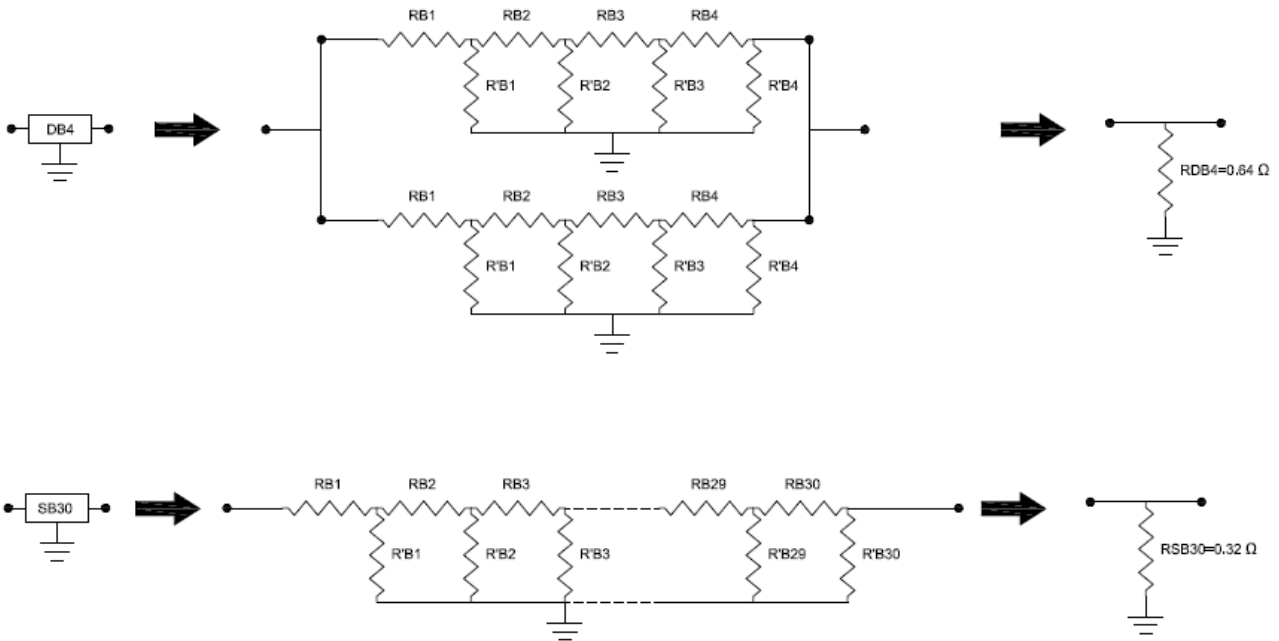 RB1 RB2 RB3 RB4
R'B1 R'B2 R'B3 R'B4
DB4
RDB4=0.64 Ω
RB1 RB2 RB3 RB4
R'B1 R'B2 R'B3 R'B4
RB1 RB2 RB3 RB29 RB30
SB30
R'B1 R'B2 R'B3 R'B29 R'B30
RSB30=0.32 Ω